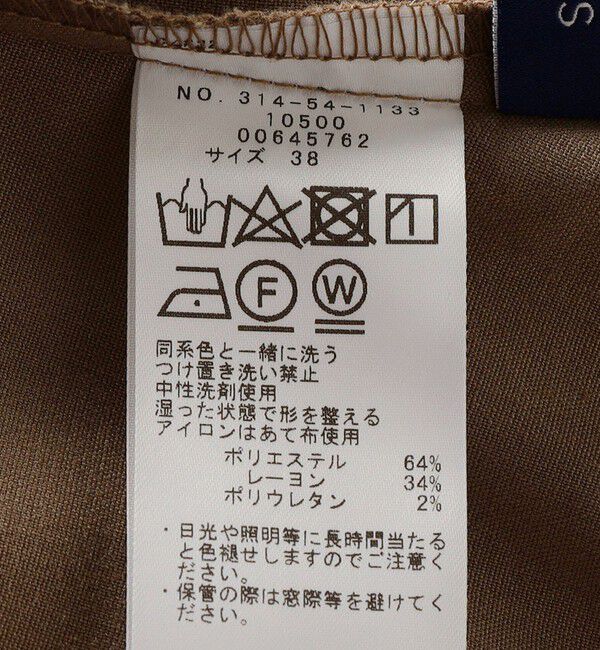 NO. 314-54-1133
10500
00645762
サイズ 38
F
W
同系色と一緒に洗う
つけ置き洗い禁止
中性洗剤使用
湿った状態で形を整える
アイロンはあて布使用
ポリエステル 64%
レーヨン 34%
ポリウレタン 2%
・日光や照明等に長時間当たる
と色褪せしますのでご注意く
ださい。
・保管の際は窓際等を避けてく
ださい。
S